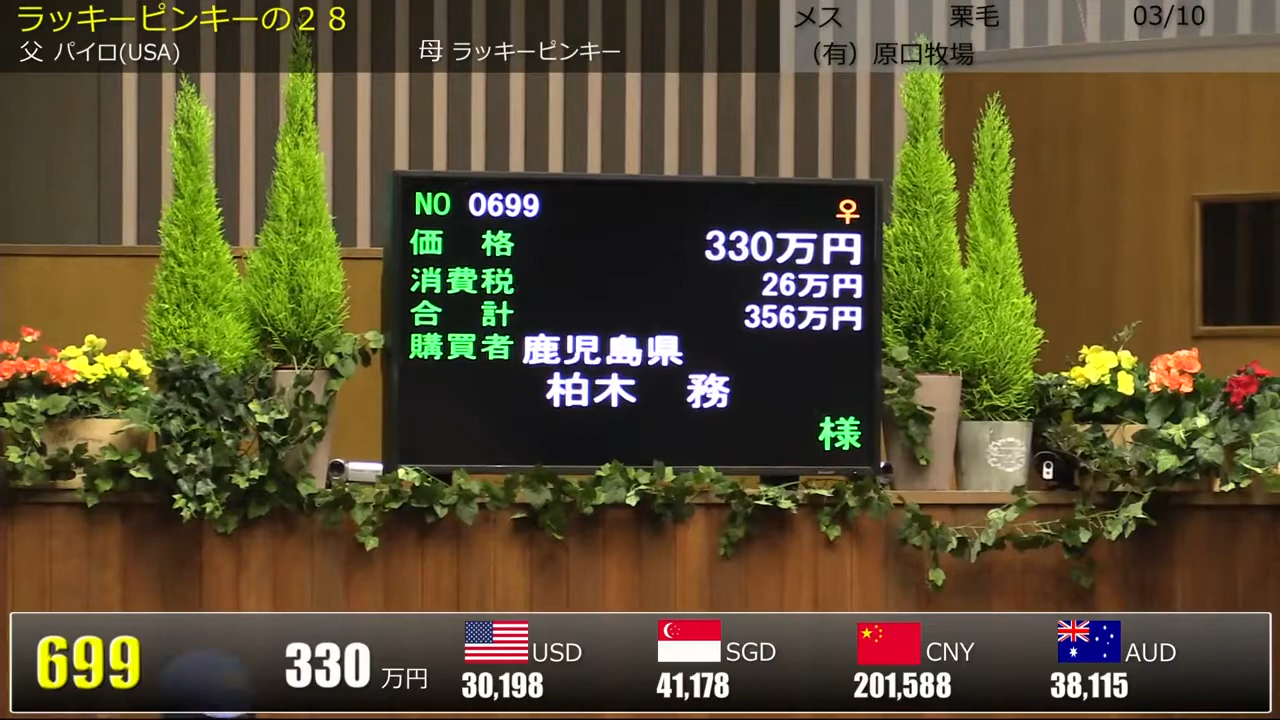 ラッキーピンキーの２８
父 パイロ(USA)
母 ラッキーピンキー
メス 栗毛 03/10
（有）原口牧場
NO 0699 ♀
価 格 330万円
消費税 26万円
合 計 356万円
購買者 鹿児島県
柏木 務
様
699 330 万円
USD 30,198
SGD 41,178
CNY 201,588
AUD 38,115